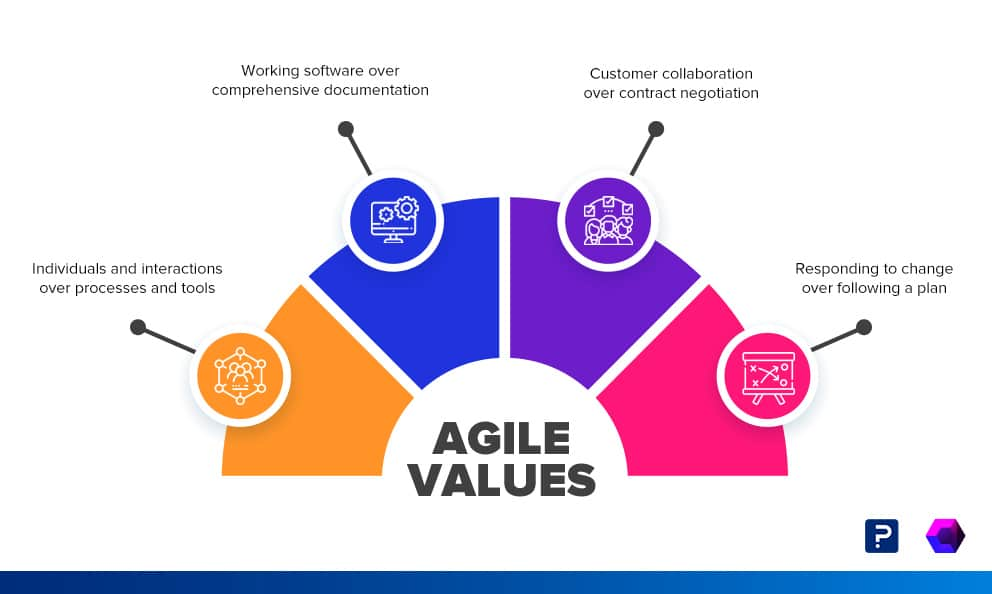 Working software over
comprehensive documentation
Customer collaboration
over contract negotiation
Individuals and interactions
over processes and tools
Responding to change
over following a plan
AGILE
VALUES